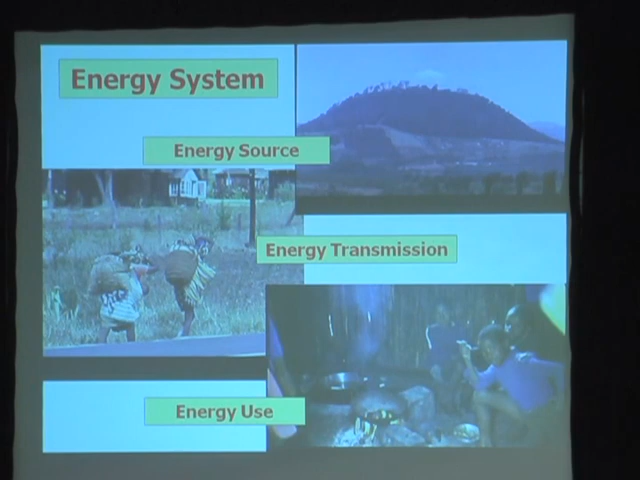 Energy System
Energy Source
Energy Transmission
Energy Use